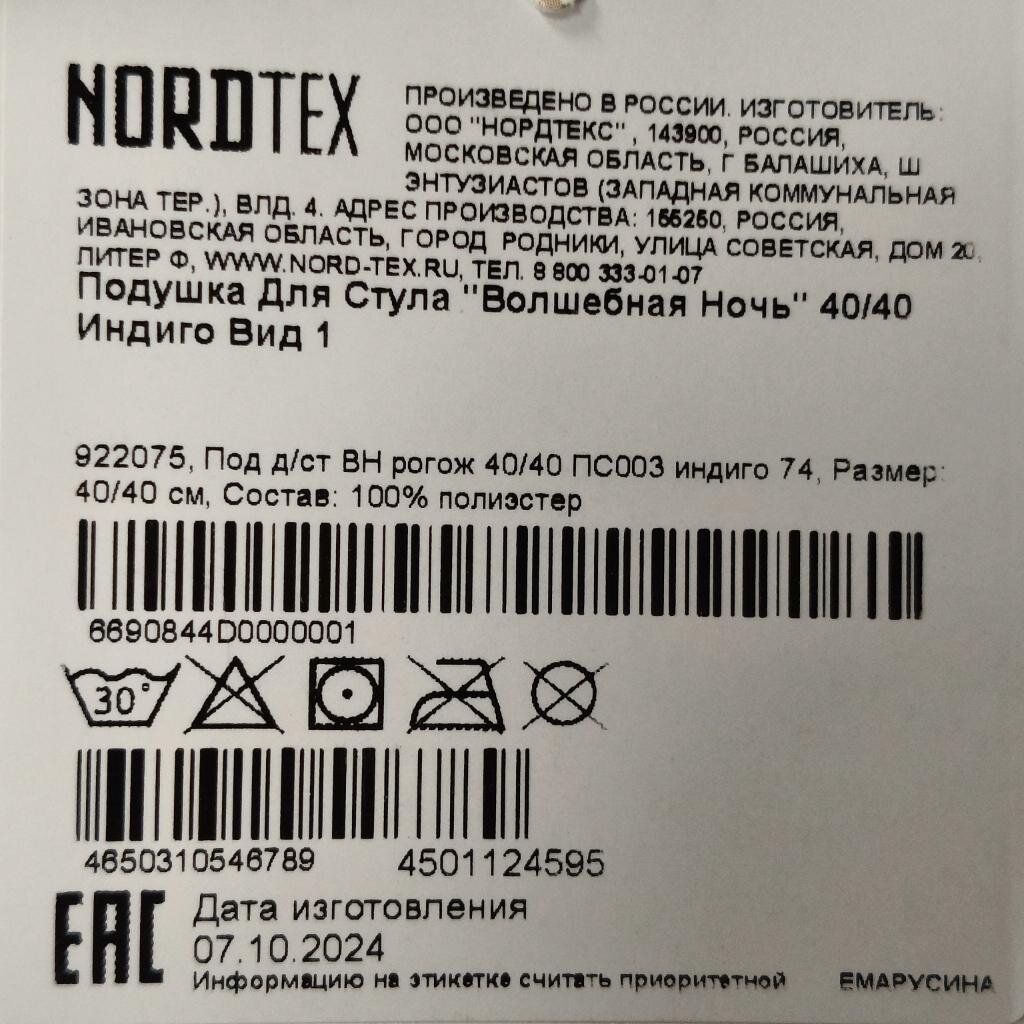 NORDTEX
ПРОИЗВЕДЕНО В РОССИИ. ИЗГОТОВИТЕЛЬ:
ООО "НОРДТЕКС" , 143900, РОССИЯ,
МОСКОВСКАЯ ОБЛАСТЬ, Г БАЛАШИХА, Ш
ЭНТУЗИАСТОВ (ЗАПАДНАЯ КОММУНАЛЬНАЯ
ЗОНА ТЕР.), ВЛД. 4. АДРЕС ПРОИЗВОДСТВА: 155250, РОССИЯ,
ИВАНОВСКАЯ ОБЛАСТЬ, ГОРОД РОДНИКИ, УЛИЦА СОВЕТСКАЯ, ДОМ 20,
ЛИТЕР Ф, WWW.NORD-TEX.RU, ТЕЛ. 8 800 333-01-07
Подушка Для Стула "Волшебная Ночь" 40/40
Индиго Вид 1
922075, Под д/ст ВН рогож 40/40 ПС003 индиго 74, Размер:
40/40 см, Состав: 100% полиэстер
6690844D0000001
30°
4650310546789 4501124595
EAC
Дата изготовления
07.10.2024
Информацию на этикетке считать приоритетной ЕМАРУСИНА